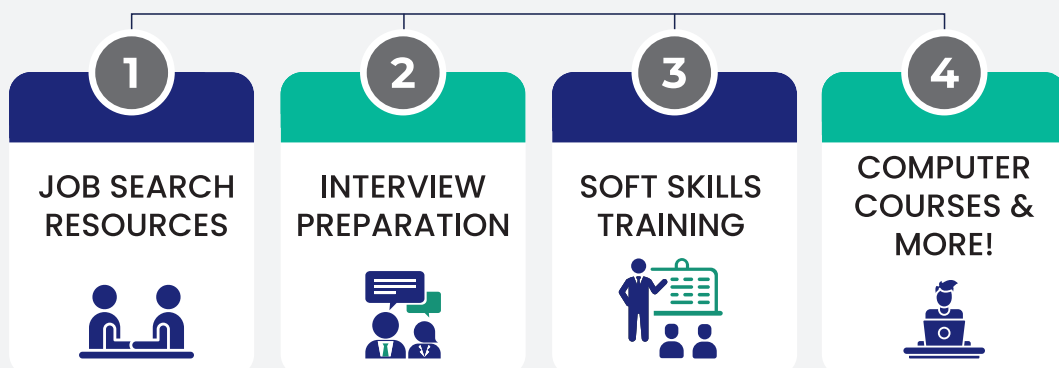 1
JOB SEARCH
RESOURCES
2
INTERVIEW
PREPARATION
3
SOFT SKILLS
TRAINING
4
COMPUTER
COURSES &
MORE!